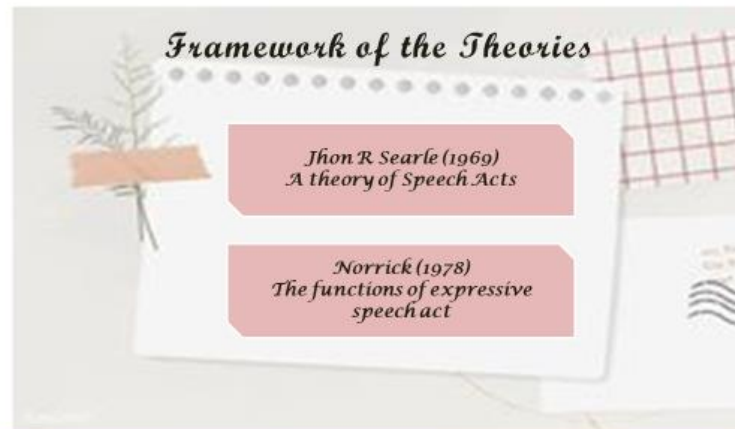 Framework of the Theories
Jhon R Searle (1969)
A theory of Speech Acts
Norrick (1978)
The functions of expressive
speech act